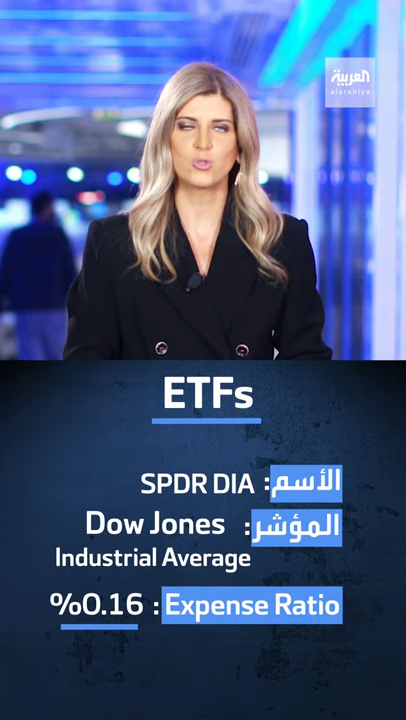 العربية
alarabiya
ETFs
الأسم: SPDR DIA
المؤشر: Dow Jones
Industrial Average
Expense Ratio: %0.16